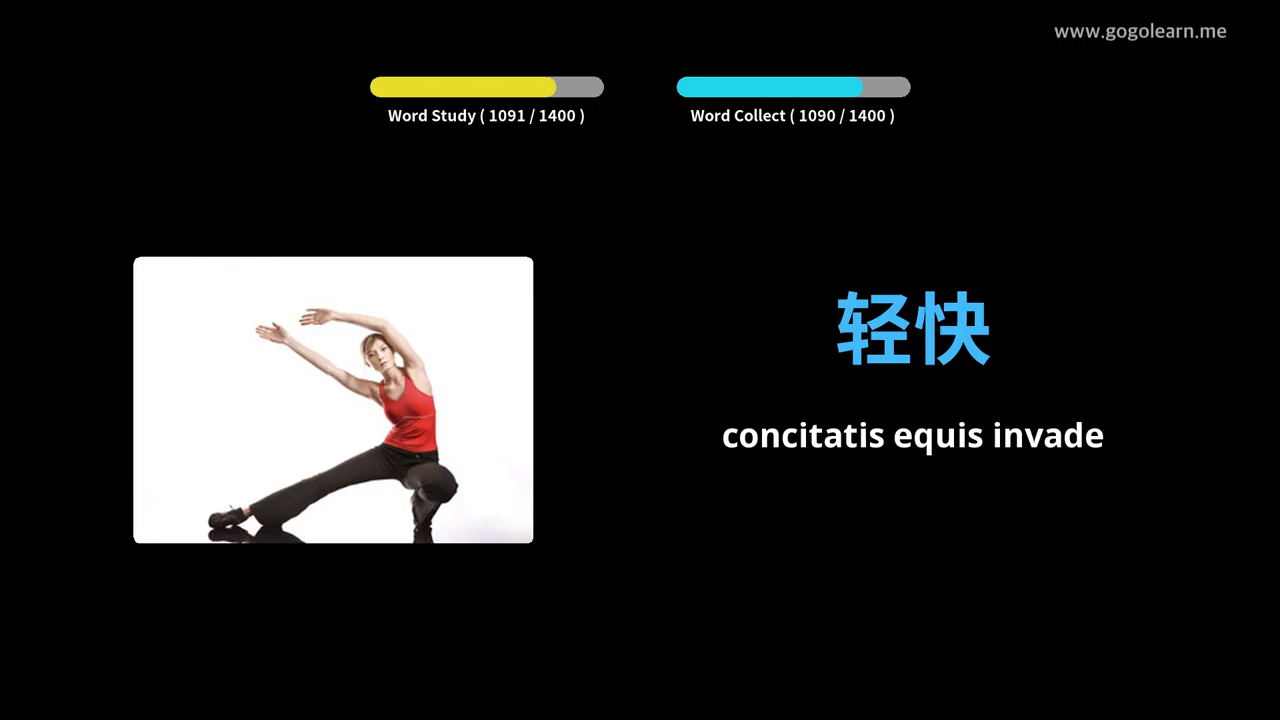 www.gogolearn.me
Word Study ( 1091 / 1400 )
Word Collect ( 1090 / 1400 )
轻快
concitatis equis invade